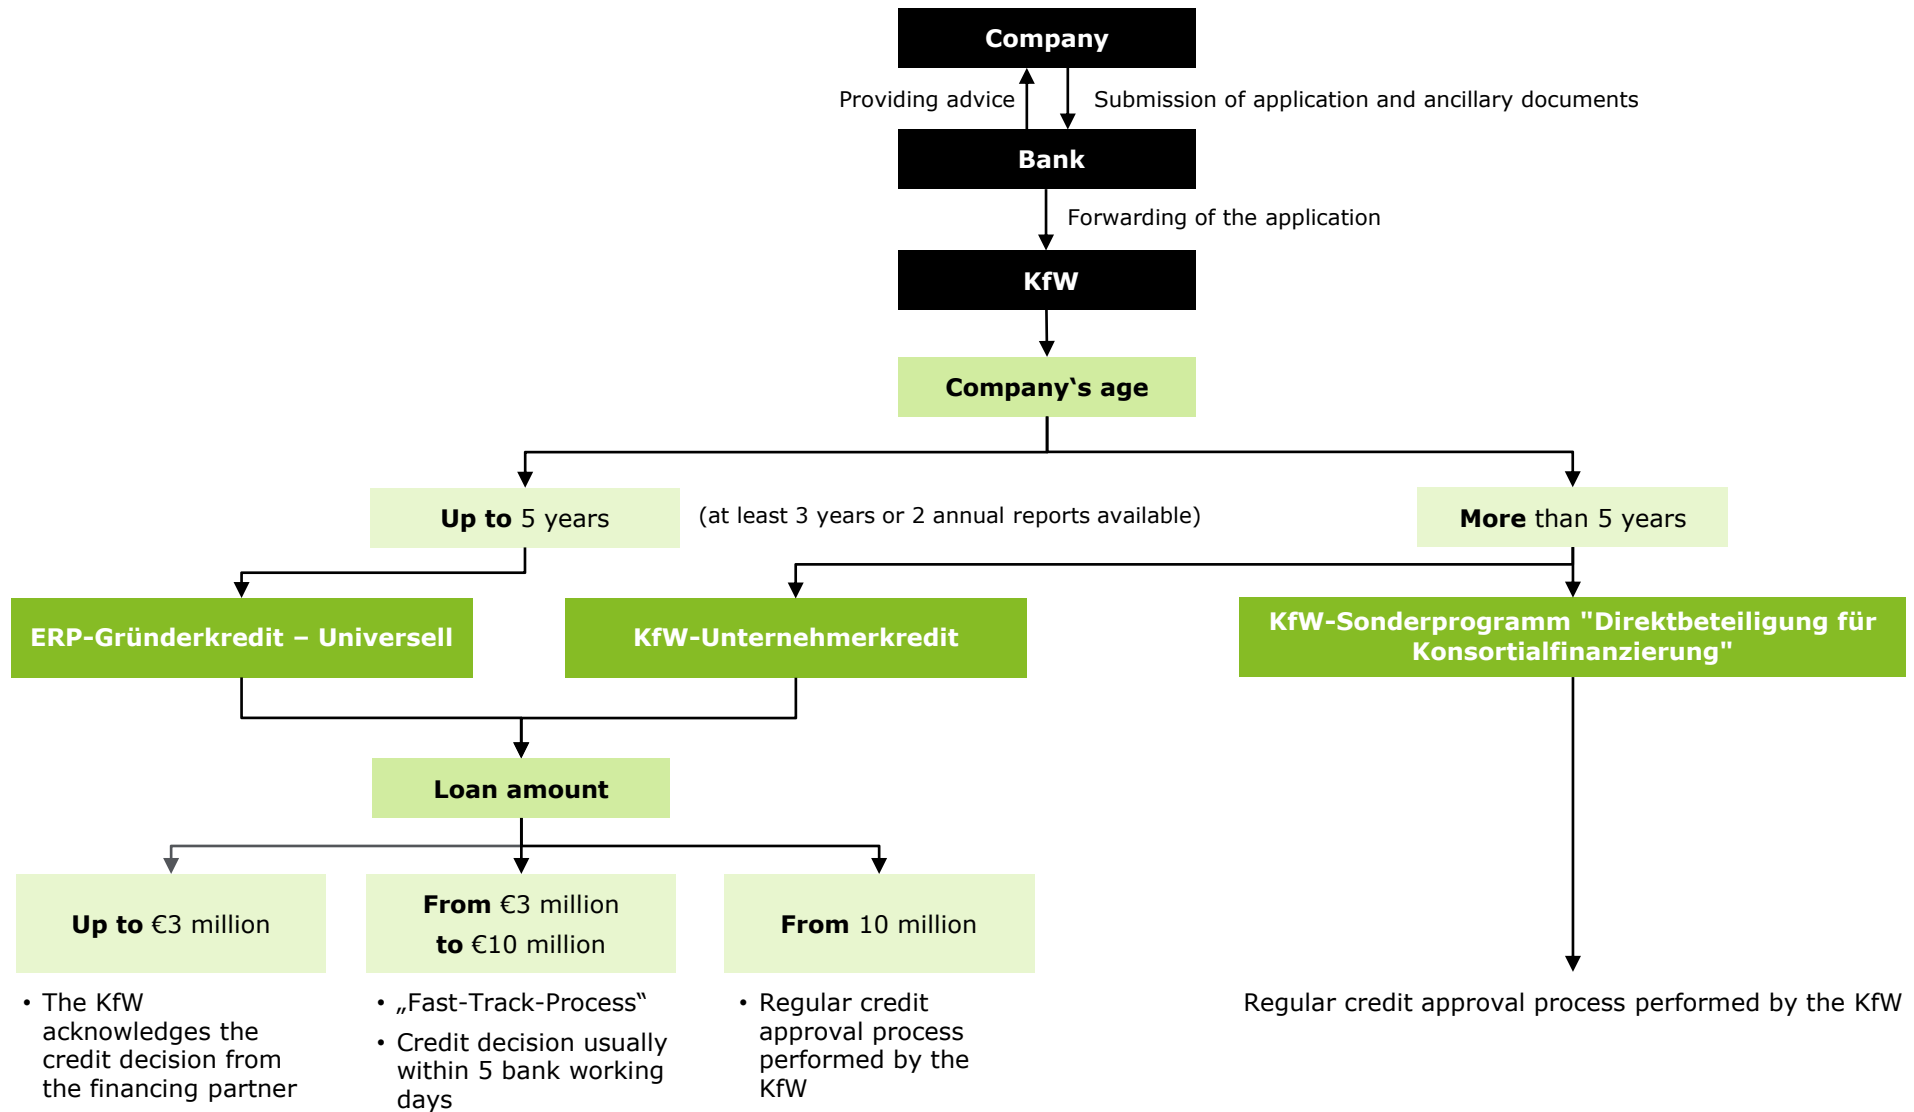 Company
Providing advice
Submission of application and ancillary documents
Bank
Forwarding of the application
KfW
Company‘s age
Up to 5 years
(at least 3 years or 2 annual reports available)
More than 5 years
ERP-Gründerkredit – Universell
KfW-Unternehmerkredit
KfW-Sonderprogramm "Direktbeteiligung für
Konsortialfinanzierung"
Loan amount
Up to €3 million
From €3 million
to €10 million
From 10 million
• The KfW
acknowledges the
credit decision from
the financing partner
• „Fast-Track-Process“
• Credit decision usually
within 5 bank working
days
• Regular credit
approval process
performed by the
KfW
Regular credit approval process performed by the KfW